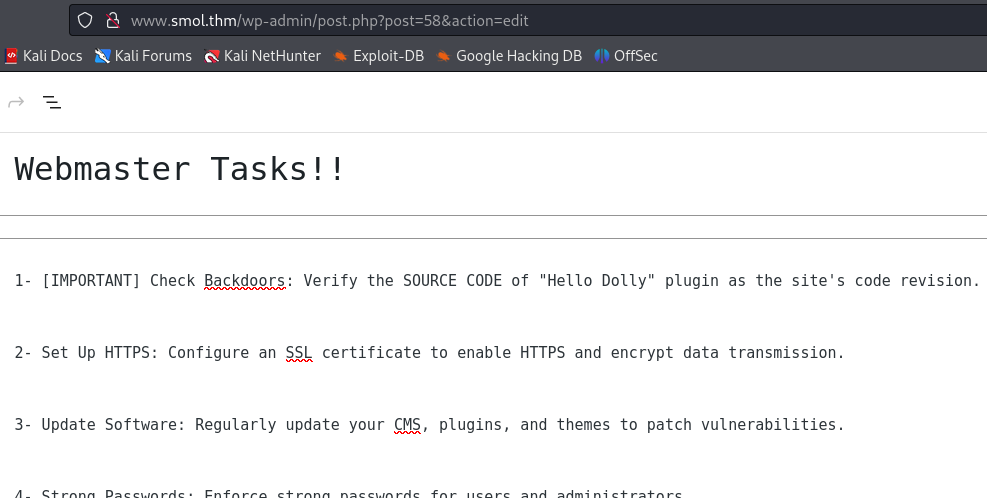 www.smol.thm/wp-admin/post.php?post=58&action=edit
Kali Docs Kali Forums Kali NetHunter Exploit-DB Google Hacking DB OffSec
Webmaster Tasks!!
1- [IMPORTANT] Check Backdoors: Verify the SOURCE CODE of "Hello Dolly" plugin as the site's code revision.
2- Set Up HTTPS: Configure an SSL certificate to enable HTTPS and encrypt data transmission.
3- Update Software: Regularly update your CMS, plugins, and themes to patch vulnerabilities.
4- Strong Passwords: Enforce strong passwords for users and administrators